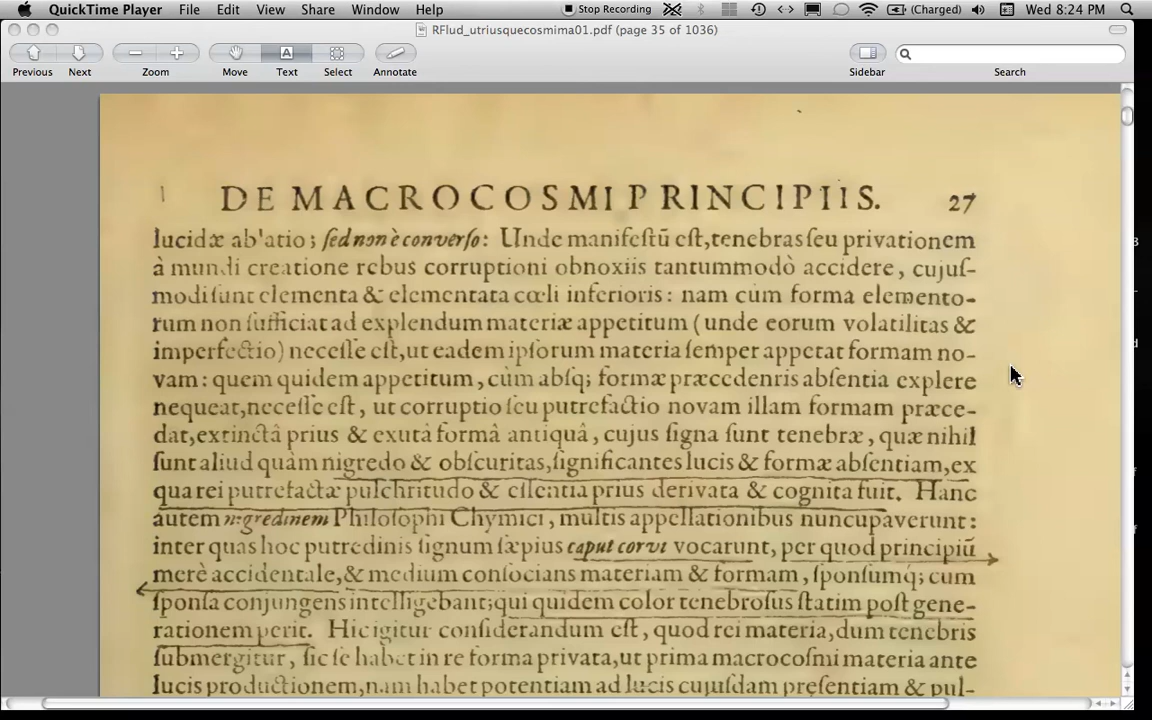 QuickTime Player File Edit View Share Window Help Stop Recording (Charged) Wed 8:24 PM
RFlud_utriusquecosmima01.pdf (page 35 of 1036)
Previous Next Zoom Move Text Select Annotate Sidebar Search
DE MACROCOSMI PRINCIPIIS. 27
lucidæ ab'atio; ſed non è converſo: Unde manifeſtū eſt, tenebras ſeu privationem
à mundi creatione rebus corruptioni obnoxiis tantummodò accidere, cujuſ-
modi ſunt elementa & elementata cœli inferioris: nam cum forma elemento-
rum non ſufficiat ad explendum materiæ appetitum (unde eorum volatilitas &
imperfectio) neceſſe eſt, ut eadem ipſorum materia ſemper appetat formam no-
vam: quem quidem appetitum, cùm abſq; formæ præcedentis abſentia explere
nequeat, neceſſe eſt, ut corruptio ſeu putrefactio novam illam formam præce-
dat, extinctâ prius & exutâ formâ antiquâ, cujus ſigna ſunt tenebræ, quæ nihil
ſunt aliud quàm nigredo & obſcuritas, ſignificantes lucis & formæ abſentiam, ex
qua rei putrefactæ pulchritudo & eſſentia prius derivata & cognita fuit. Hanc
autem nigredinem Philoſophi Chymici, multis appellationibus nuncupaverunt:
inter quas hoc putredinis ſignum ſæpius caput corvi vocarunt, per quod principiū
merè accidentale, & medium conſocians materiam & formam, ſponſumq; cum
ſponſa conjungens intelligebant; qui quidem color tenebroſus ſtatim poſt gene-
rationem perit. Hic igitur conſiderandum eſt, quod rei materia, dum tenebris
ſubmergitur, ſic ſe habet in re forma privata, ut prima macrocoſmi materia ante
lucis productionem, nam habet potentiam ad lucis cujuſdam præſentiam & pul-